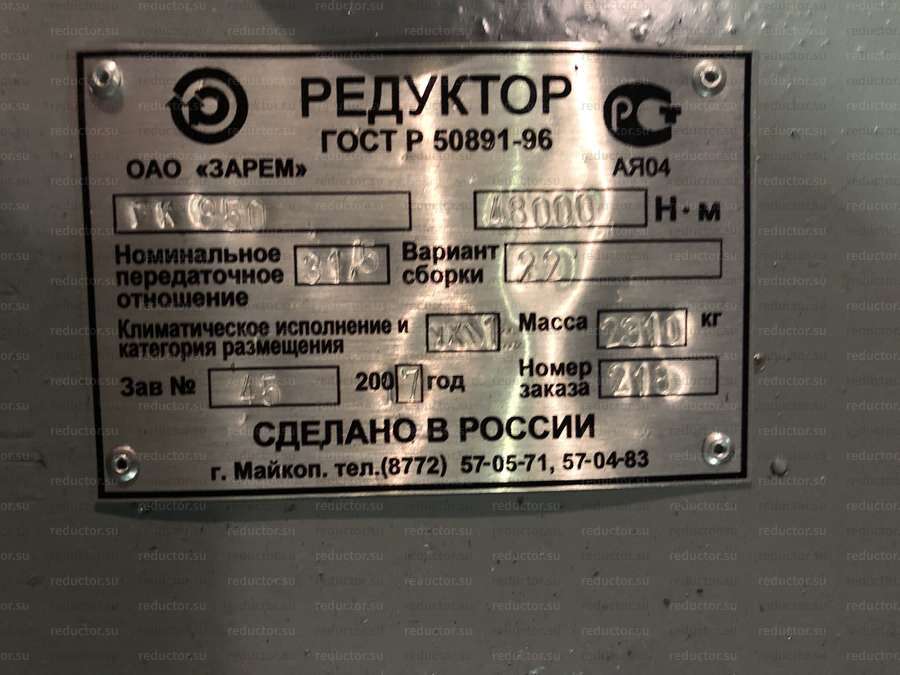 РЕДУКТОР
ГОСТ Р 50891-96
ОАО «ЗАРЕМ»
АЯ04
48000 Н·м
Номинальное передаточное отношение 31,5
Вариант сборки 22
Климатическое исполнение и категория размещения
Масса 2310 кг
Зав № 45
2007 год
Номер заказа
СДЕЛАНО В РОССИИ
г. Майкоп. тел.(8772) 57-05-71, 57-04-83
reductor.su